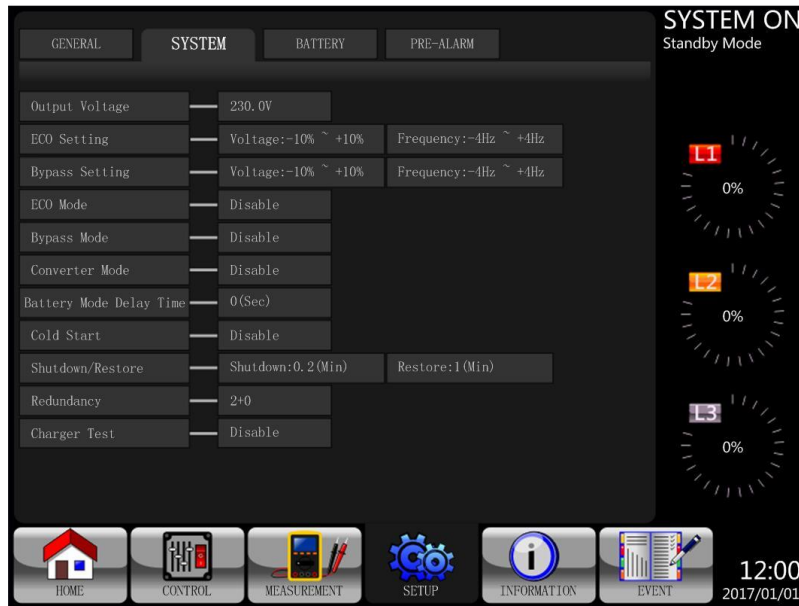 SYSTEM ON
Standby Mode
GENERAL SYSTEM BATTERY PRE-ALARM
Output Voltage 230.0V
ECO Setting Voltage:-10% ~ +10% Frequency:-4Hz ~ +4Hz
Bypass Setting Voltage:-10% ~ +10% Frequency:-4Hz ~ +4Hz
ECO Mode Disable
Bypass Mode Disable
Converter Mode Disable
Battery Mode Delay Time 0(Sec)
Cold Start Disable
Shutdown/Restore Shutdown:0.2(Min) Restore:1(Min)
Redundancy 2+0
Charger Test Disable
L1
0%
L2
0%
L3
0%
HOME CONTROL MEASUREMENT SETUP INFORMATION EVENT
12:00
2017/01/01